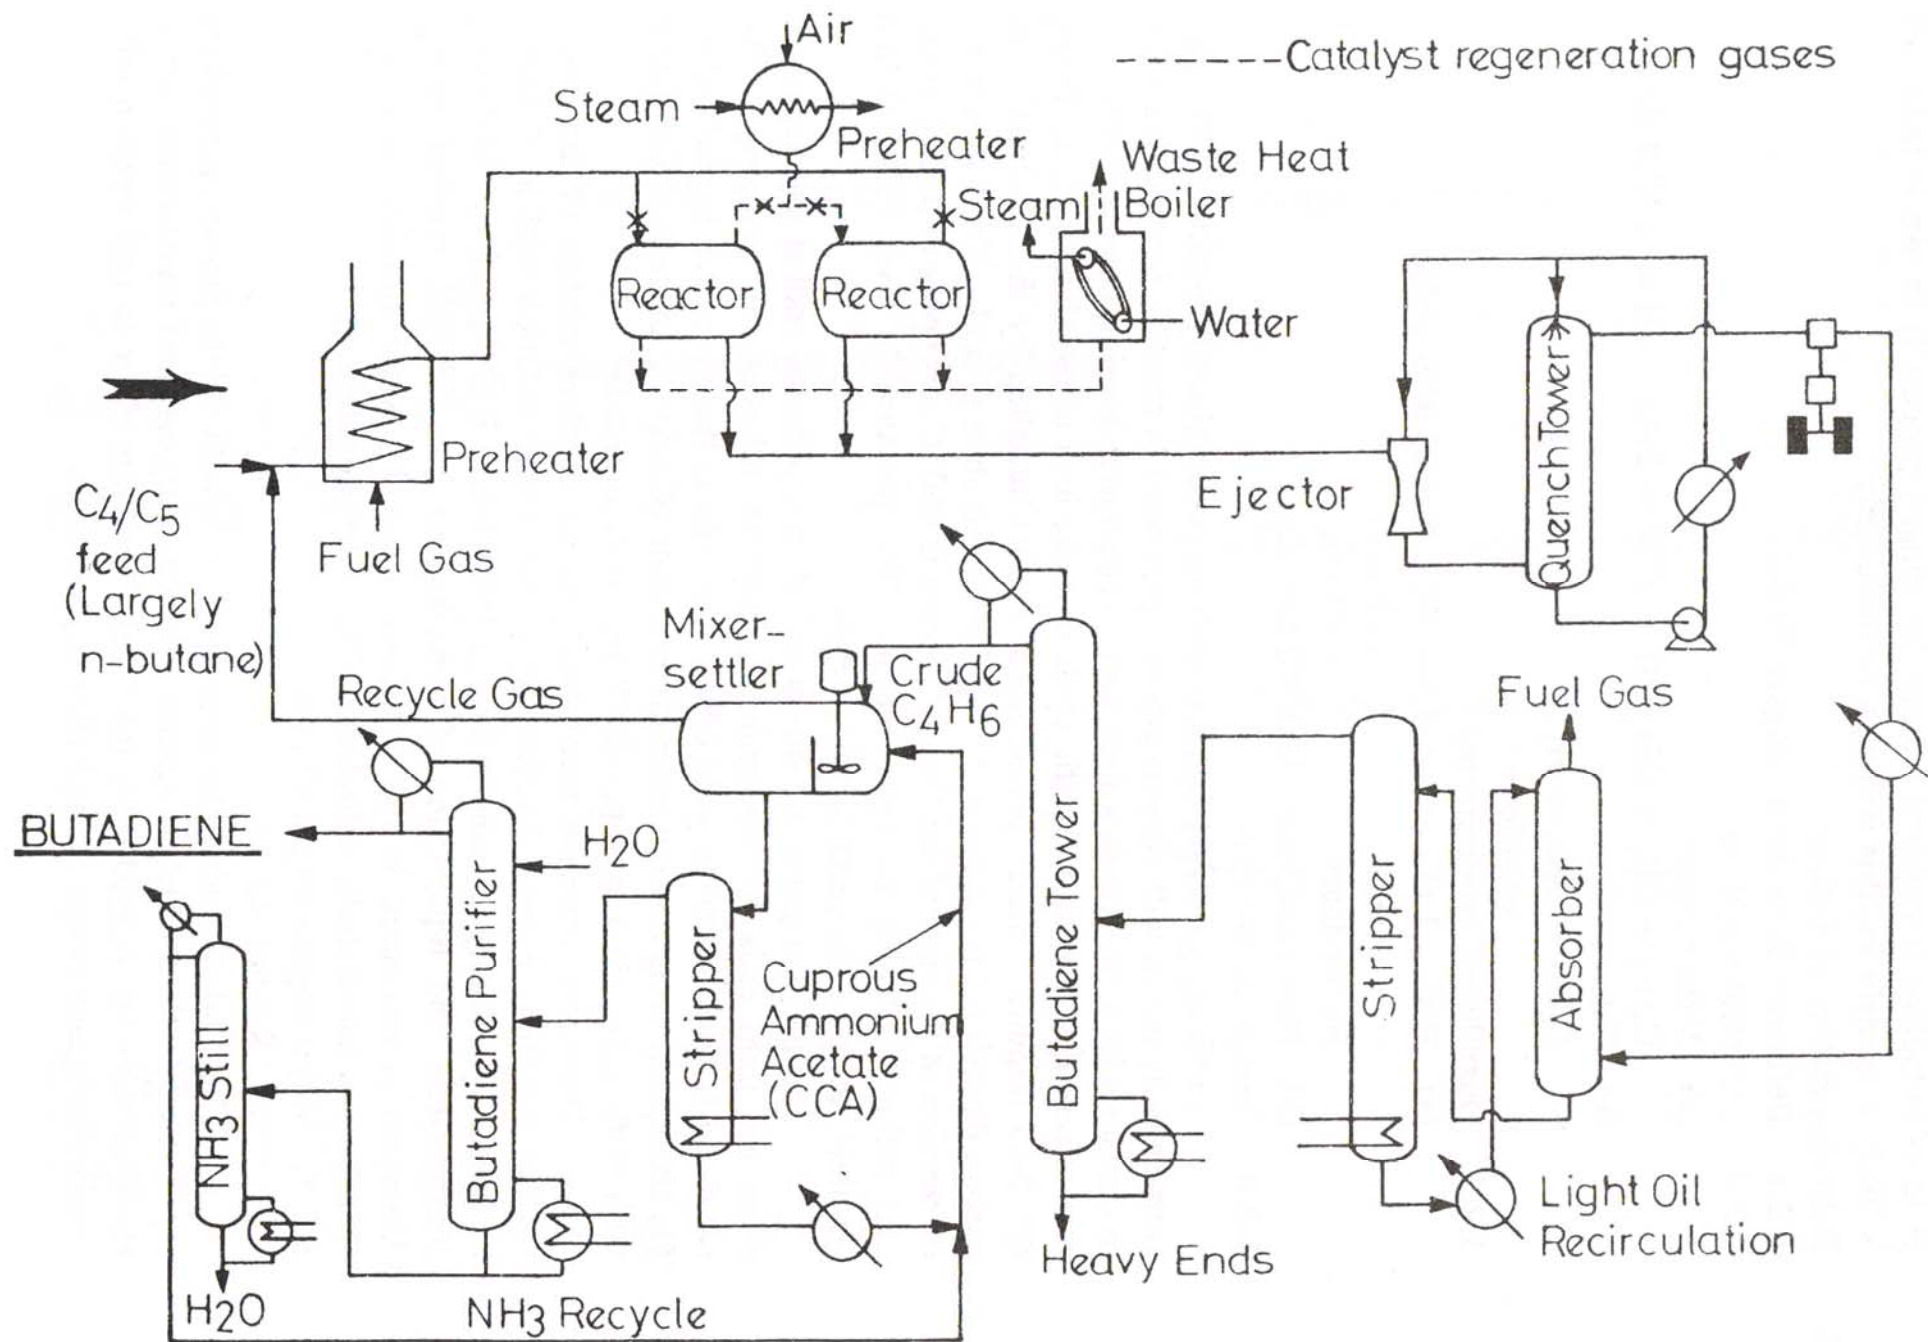 Air
Catalyst regeneration gases
Steam
Preheater
Waste Heat
Boiler
Steam
Reactor
Reactor
Water
Preheater
C4/C5
feed
(Largely
n-butane)
Fuel Gas
Ejector
Quench Tower
Mixer-
settler
Crude
C4H6
Recycle Gas
Fuel Gas
BUTADIENE
H2O
Butadiene Purifier
Stripper
Butadiene Tower
Stripper
Absorber
Cuprous
Ammonium
Acetate
(CCA)
NH3 Still
Light Oil
Recirculation
Heavy Ends
H2O
NH3 Recycle